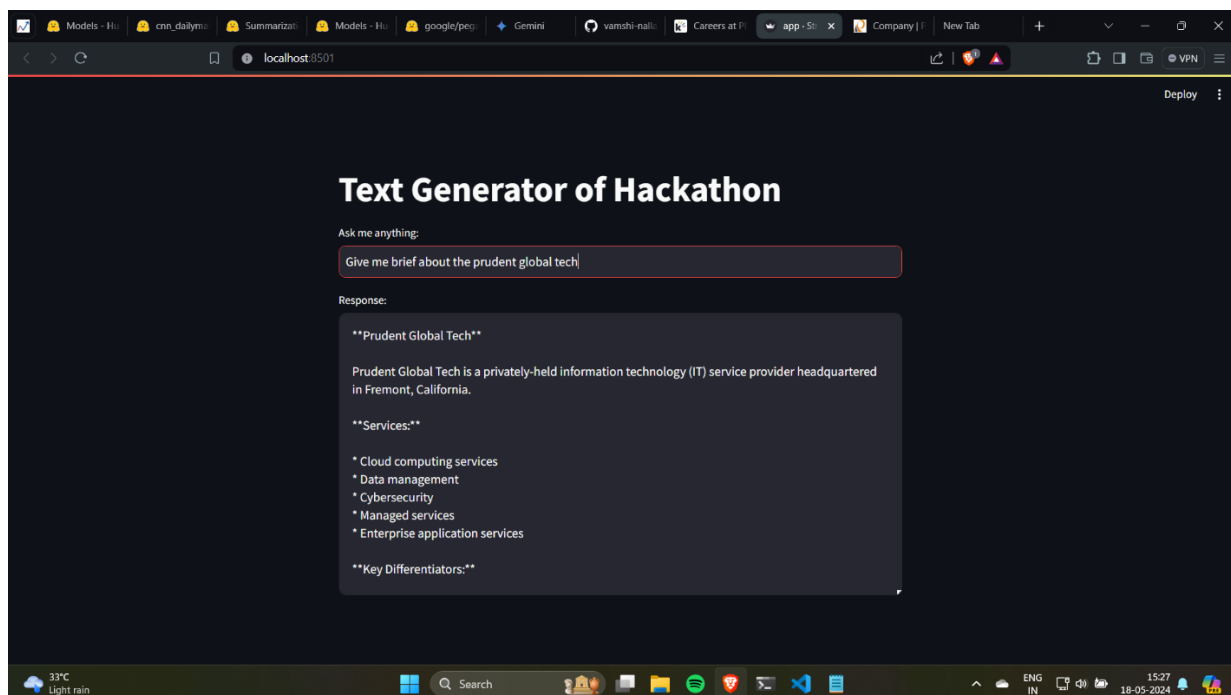 Models - Hu
cnn_dailyma
Summarizati
Models - Hu
google/pega
Gemini
vamshi-nalla
Careers at P
app · Str
Company | P
New Tab
localhost:8501
VPN
Deploy
Text Generator of Hackathon
Ask me anything:
Give me brief about the prudent global tech
Response:
**Prudent Global Tech**
Prudent Global Tech is a privately-held information technology (IT) service provider headquartered
in Fremont, California.
**Services:**
* Cloud computing services
* Data management
* Cybersecurity
* Managed services
* Enterprise application services
**Key Differentiators:**
33°C
Light rain
Search
ENG
IN
15:27
18-05-2024